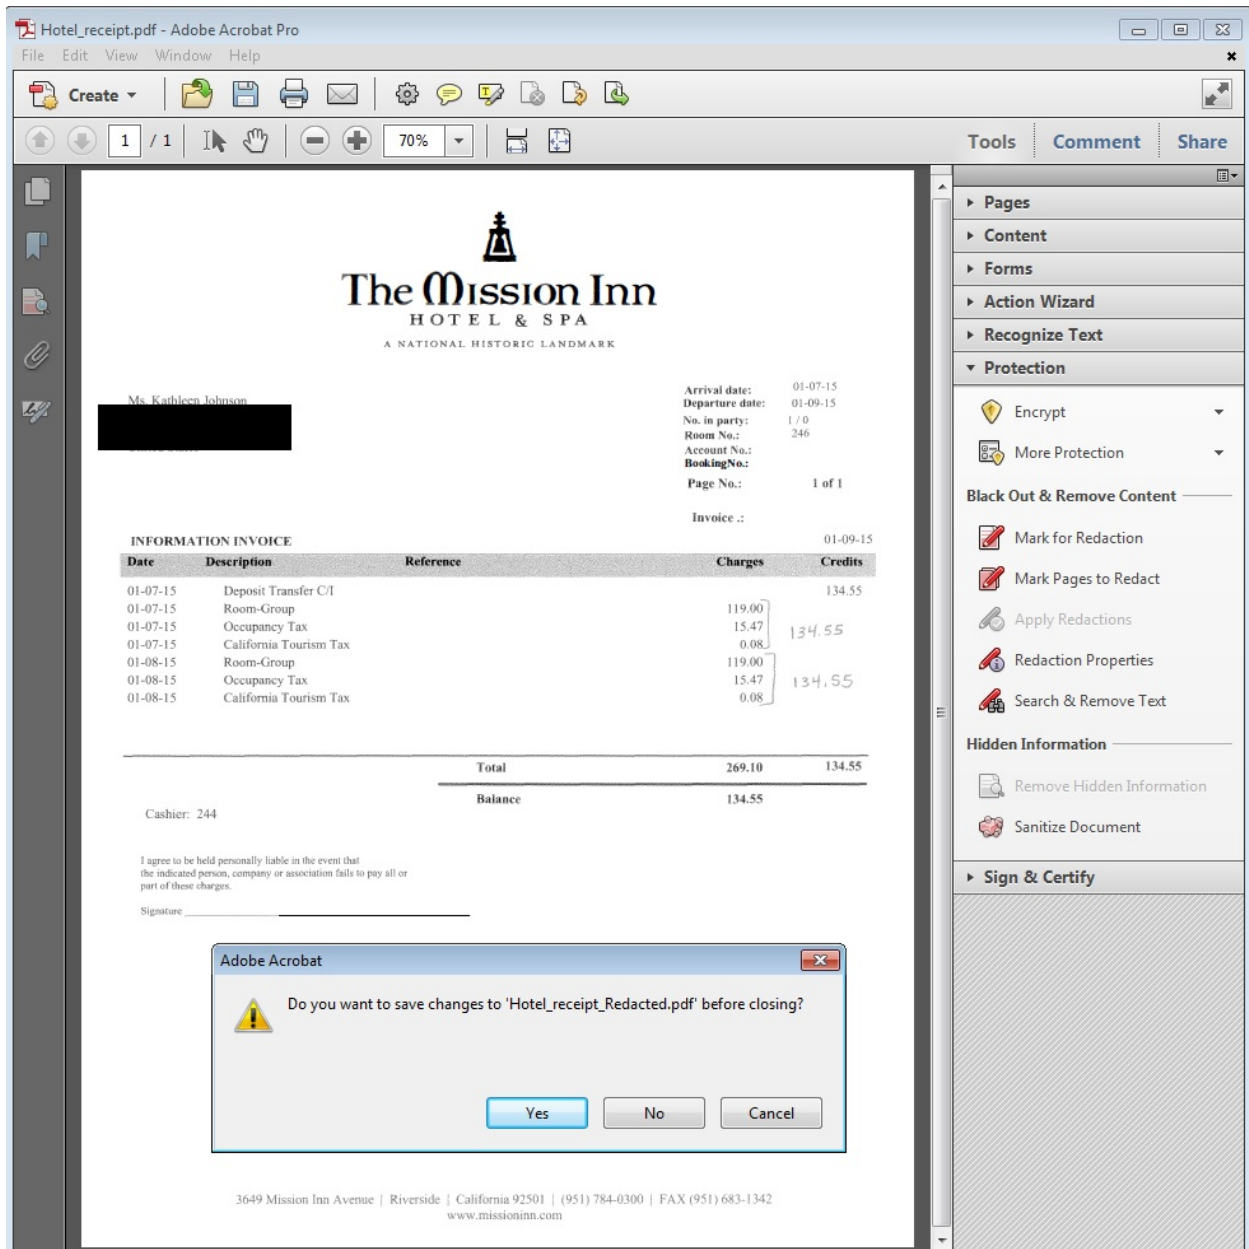 Hotel_receipt.pdf - Adobe Acrobat Pro
File Edit View Window Help
Create
1 / 1 70% Tools Comment Share
The Mission Inn
HOTEL & SPA
A NATIONAL HISTORIC LANDMARK
Ms. Kathleen Johnson
Arrival date: 01-07-15
Departure date: 01-09-15
No. in party: 1 / 0
Room No.: 246
Account No.:
BookingNo.:
Page No.: 1 of 1
Invoice .:
INFORMATION INVOICE 01-09-15
Date Description Reference Charges Credits
01-07-15 Deposit Transfer C/I 134.55
01-07-15 Room-Group 119.00
01-07-15 Occupancy Tax 15.47 134.55
01-07-15 California Tourism Tax 0.08
01-08-15 Room-Group 119.00
01-08-15 Occupancy Tax 15.47 134.55
01-08-15 California Tourism Tax 0.08
Total 269.10 134.55
Balance 134.55
Cashier: 244
I agree to be held personally liable in the event that
the indicated person, company or association fails to pay all or
part of these charges.
Signature
Adobe Acrobat
Do you want to save changes to 'Hotel_receipt_Redacted.pdf' before closing?
Yes No Cancel
3649 Mission Inn Avenue | Riverside | California 92501 | (951) 784-0300 | FAX (951) 683-1342
www.missioninn.com
Pages
Content
Forms
Action Wizard
Recognize Text
Protection
Encrypt
More Protection
Black Out & Remove Content
Mark for Redaction
Mark Pages to Redact
Apply Redactions
Redaction Properties
Search & Remove Text
Hidden Information
Remove Hidden Information
Sanitize Document
Sign & Certify